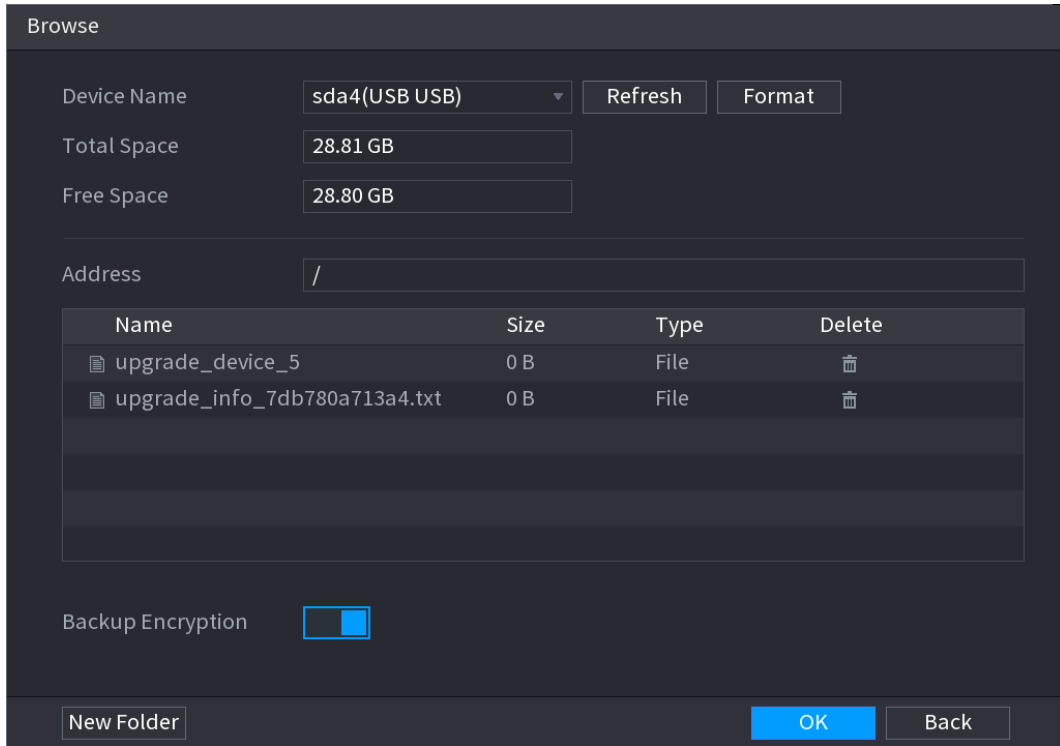 Browse
Device Name sda4(USB USB) Refresh Format
Total Space 28.81 GB
Free Space 28.80 GB
Address /
Name Size Type Delete
upgrade_device_5 0 B File
upgrade_info_7db780a713a4.txt 0 B File
Backup Encryption
New Folder OK Back